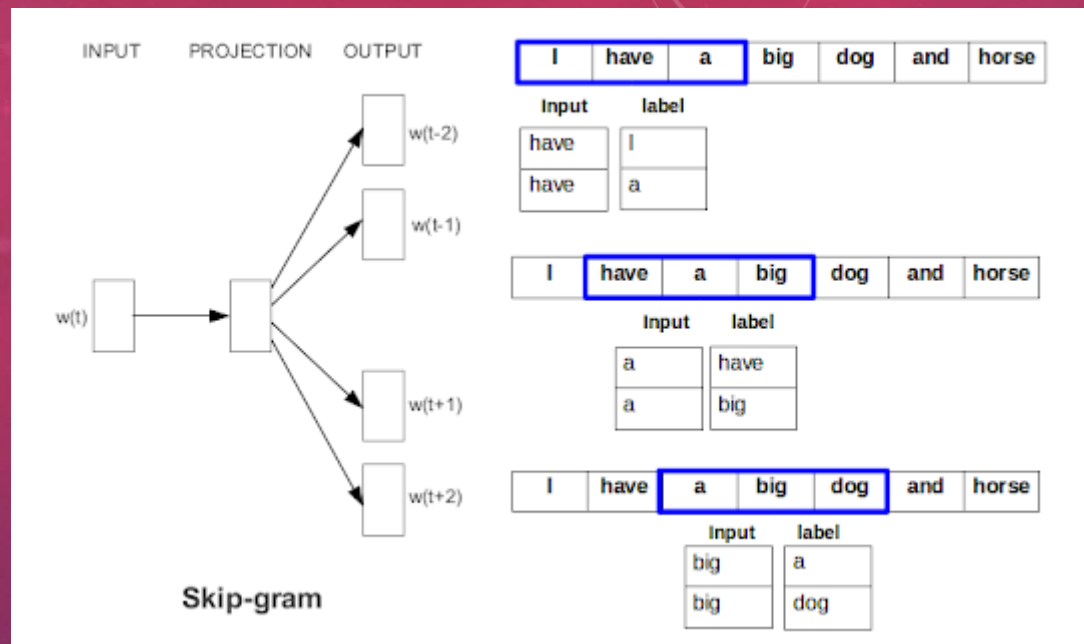 INPUT PROJECTION OUTPUT
w(t-2)
w(t-1)
w(t)
w(t+1)
w(t+2)
Skip-gram
I have a big dog and horse
Input label
have I
have a
I have a big dog and horse
Input label
a have
a big
I have a big dog and horse
Input label
big a
big dog